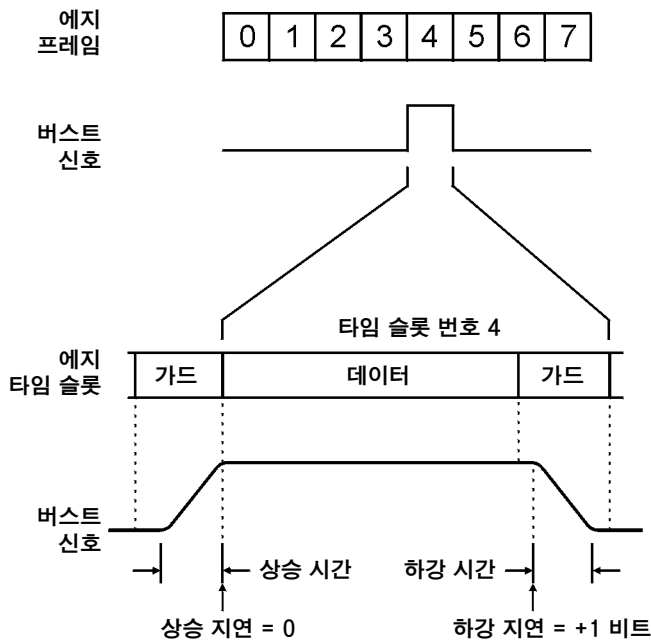 에지
프레임
0 1 2 3 4 5 6 7
버스트
신호
타임 슬롯 번호 4
에지
타임 슬롯
가드 데이터 가드
버스트
신호
상승 시간 하강 시간
상승 지연 = 0 하강 지연 = +1 비트